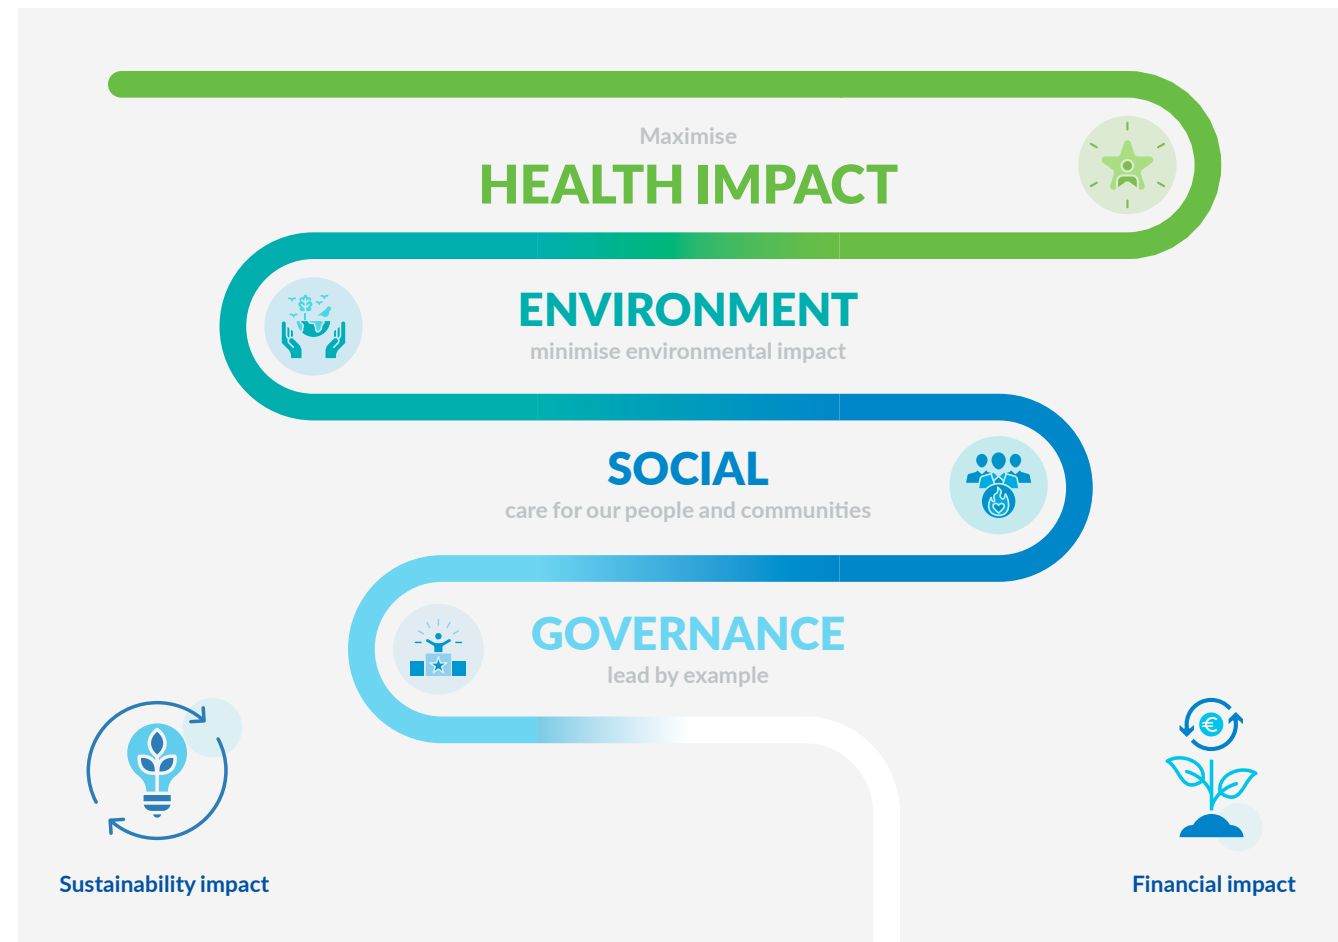 Maximise
HEALTH IMPACT
ENVIRONMENT
minimise environmental impact
SOCIAL
care for our people and communities
GOVERNANCE
lead by example
€
Sustainability impact
Financial impact